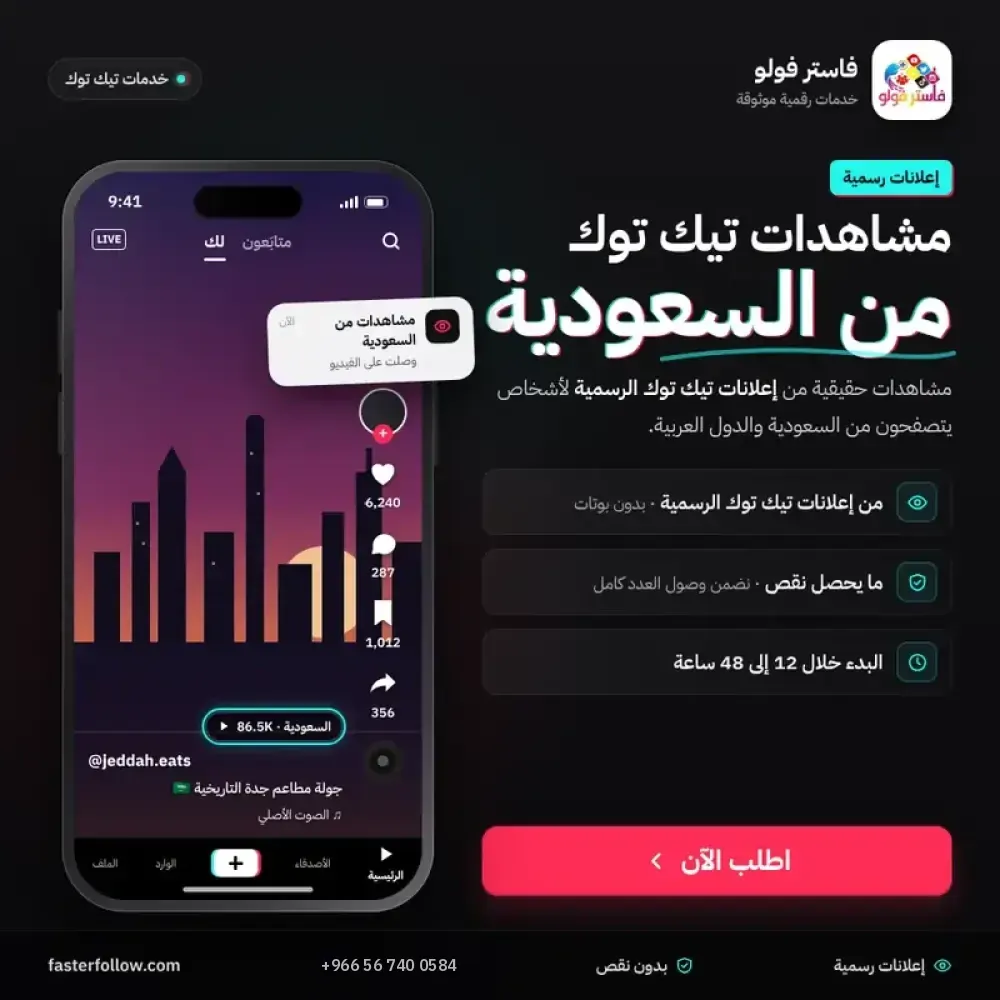 فاستر فولو
فاستر فولو
خدمات رقمية موثوقة
خدمات تيك توك
إعلانات رسمية
مشاهدات تيك توك
من السعودية
مشاهدات حقيقية من إعلانات تيك توك الرسمية لأشخاص
يتصفحون من السعودية والدول العربية.
من إعلانات تيك توك الرسمية · بدون بوتات
ما يحصل نقص · نضمن وصول العدد كامل
البدء خلال 12 إلى 48 ساعة
اطلب الآن
9:41
LIVE
متابَعون
لك
مشاهدات من
السعودية
الآن
وصلت على الفيديو
6,240
287
1,012
356
السعودية · 86.5K
@jeddah.eats
جولة مطاعم جدة التاريخية 🇸🇦
♫ الصوت الأصلي
الرئيسية
الأصدقاء
الوارد
الملف
إعلانات رسمية
بدون نقص
+966 56 740 0584
fasterfollow.com